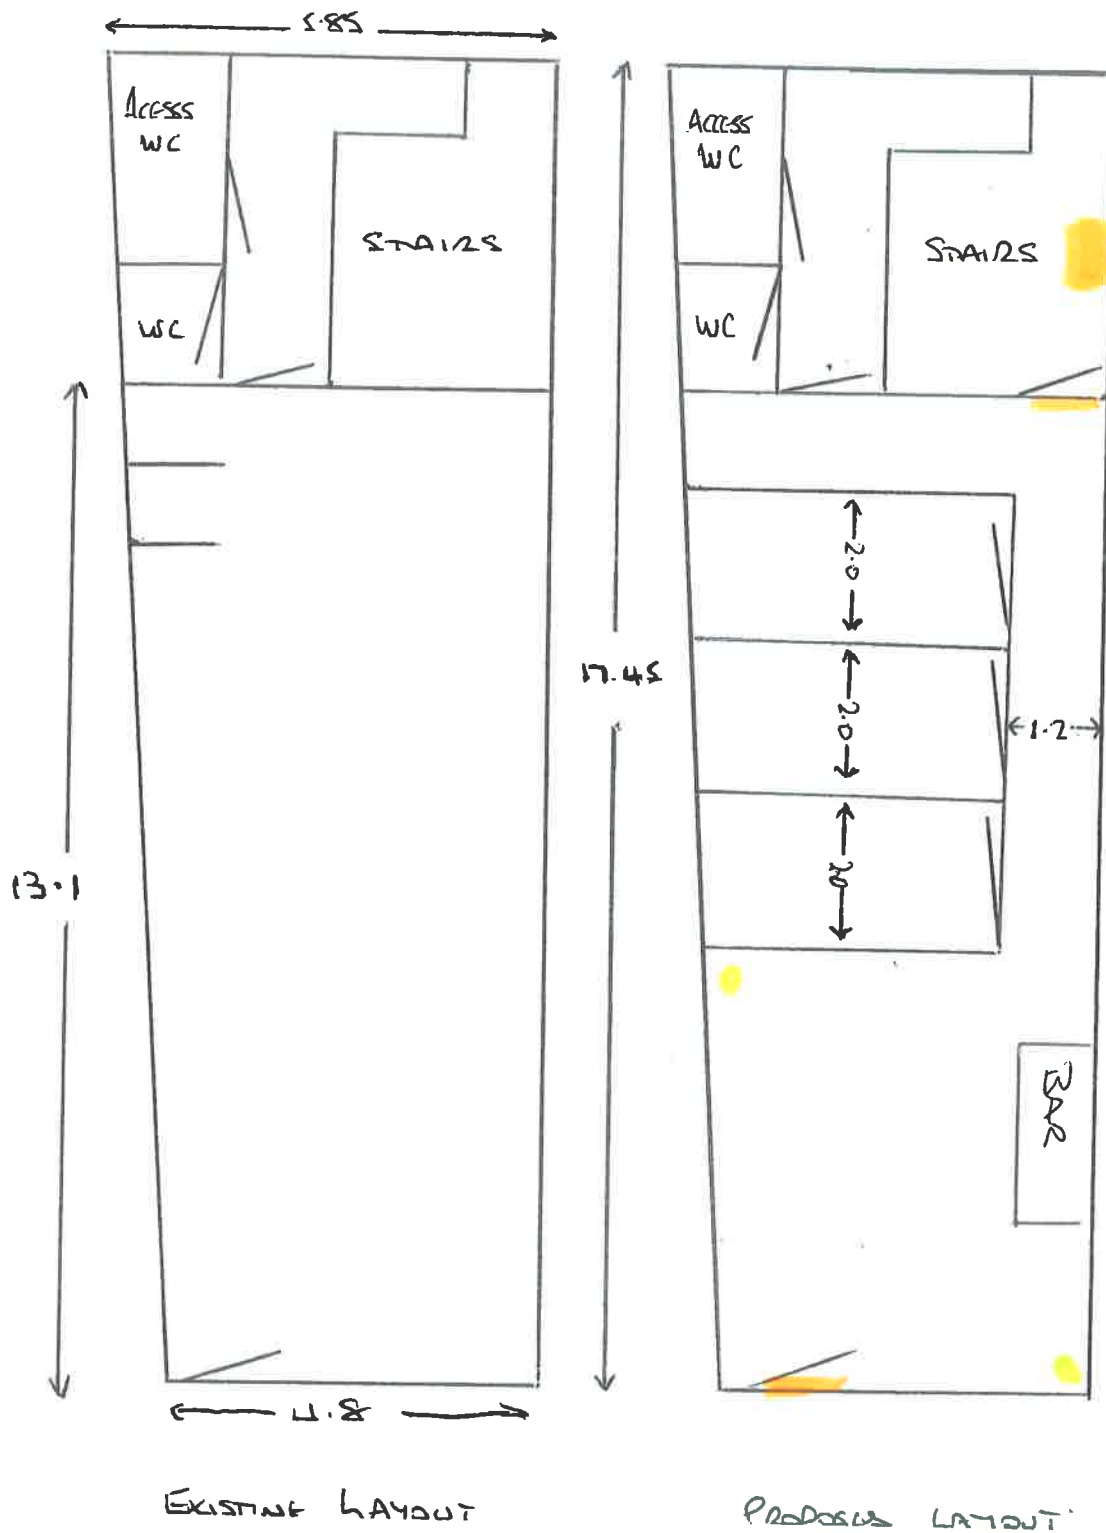 5.85
ACCESS
WC
STAIRS
WC
13.1
4.8
EXISTING LAYOUT
17.45
ACCESS
WC
STAIRS
WC
2.0
2.0
2.0
1.2
BAR
PROPOSED LAYOUT